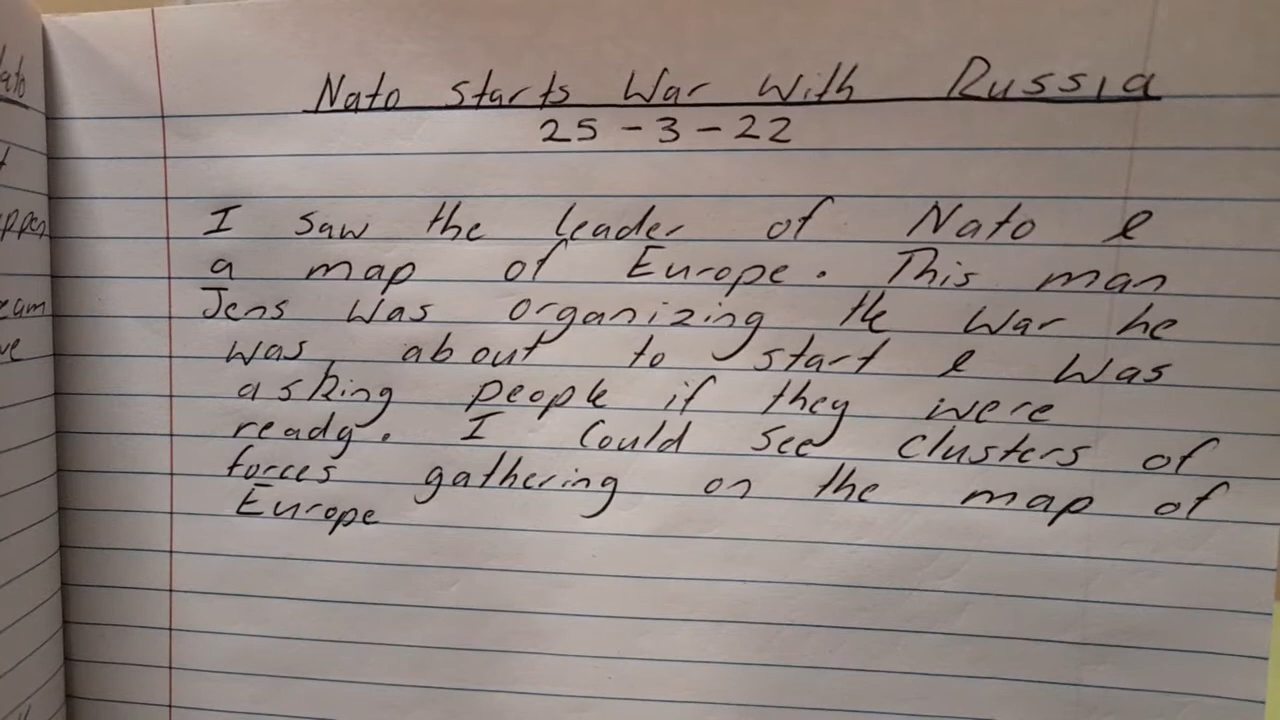 Nato starts War With Russia
25-3-22
I saw the leader of Nato &
a map of Europe. This man
Jens was organizing the war he
was about to start & was
asking people if they were
ready. I could see clusters of
forces gathering on the map of
Europe